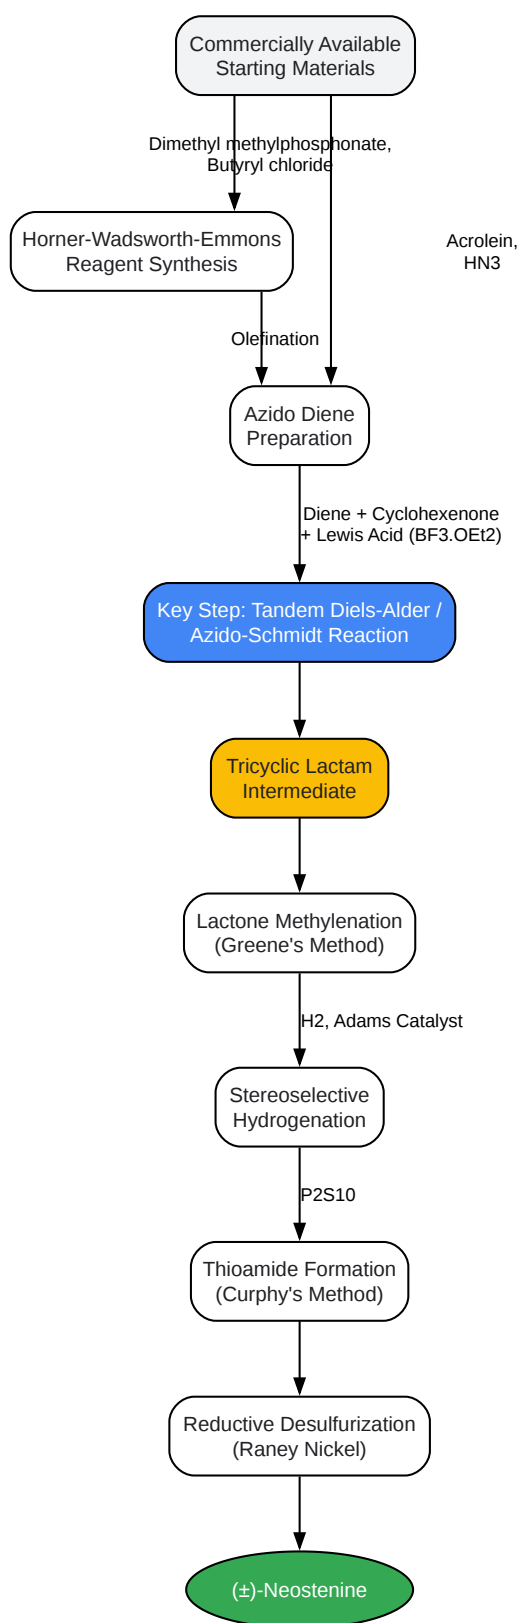 Commercially Available
Starting Materials
Dimethyl methylphosphonate,
Butyryl chloride
Horner-Wadsworth-Emmons
Reagent Synthesis
Acrolein,
HN3
Olefination
Azido Diene
Preparation
Diene + Cyclohexenone
+ Lewis Acid (BF3.OEt2)
Key Step: Tandem Diels-Alder /
Azido-Schmidt Reaction
Tricyclic Lactam
Intermediate
Lactone Methylenation
(Greene's Method)
H2, Adams Catalyst
Stereoselective
Hydrogenation
P2S10
Thioamide Formation
(Curphy's Method)
Reductive Desulfurization
(Raney Nickel)
(±)-Neostenine